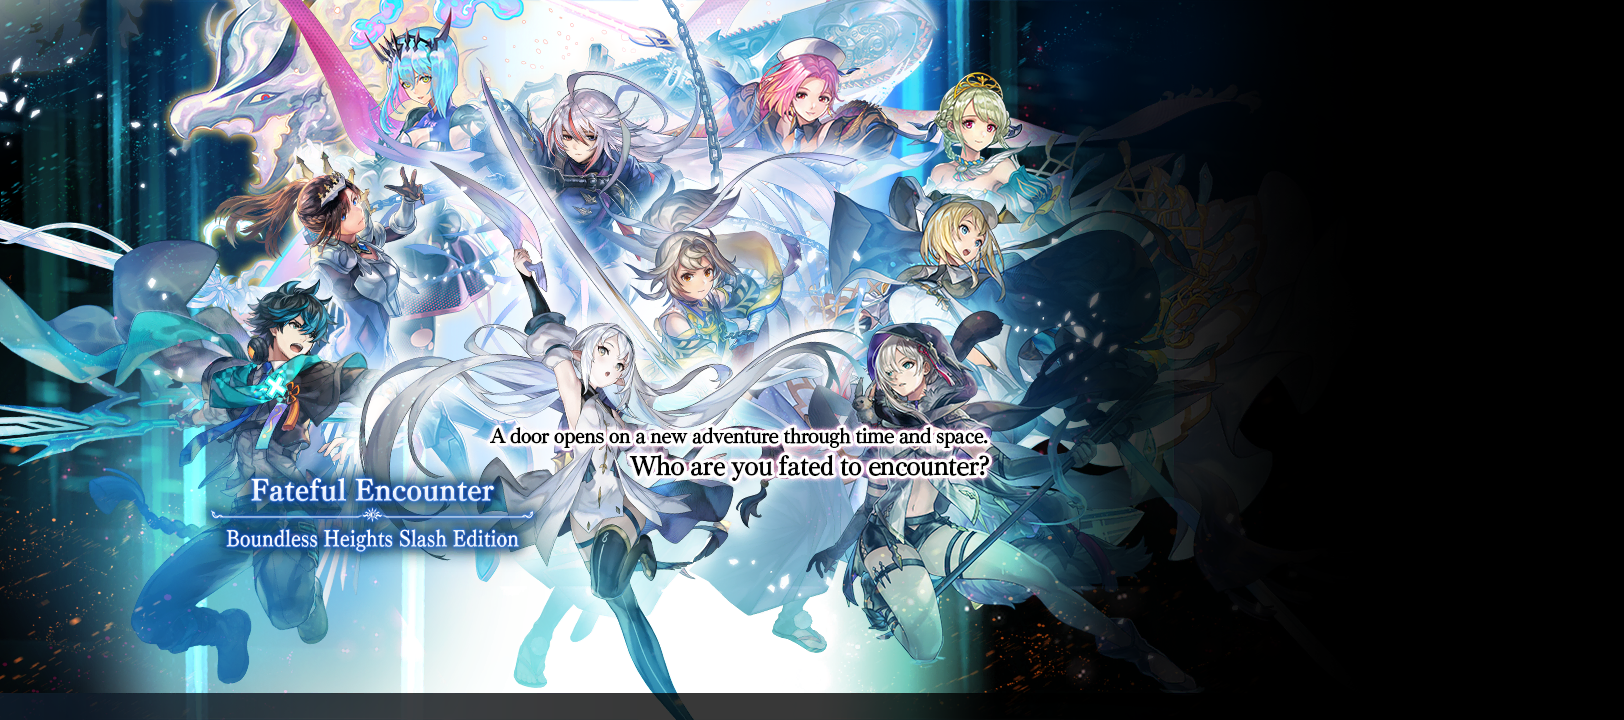 A door opens on a new adventure through time and space.
Who are you fated to encounter?
Fateful Encounter
Boundless Heights Slash Edition